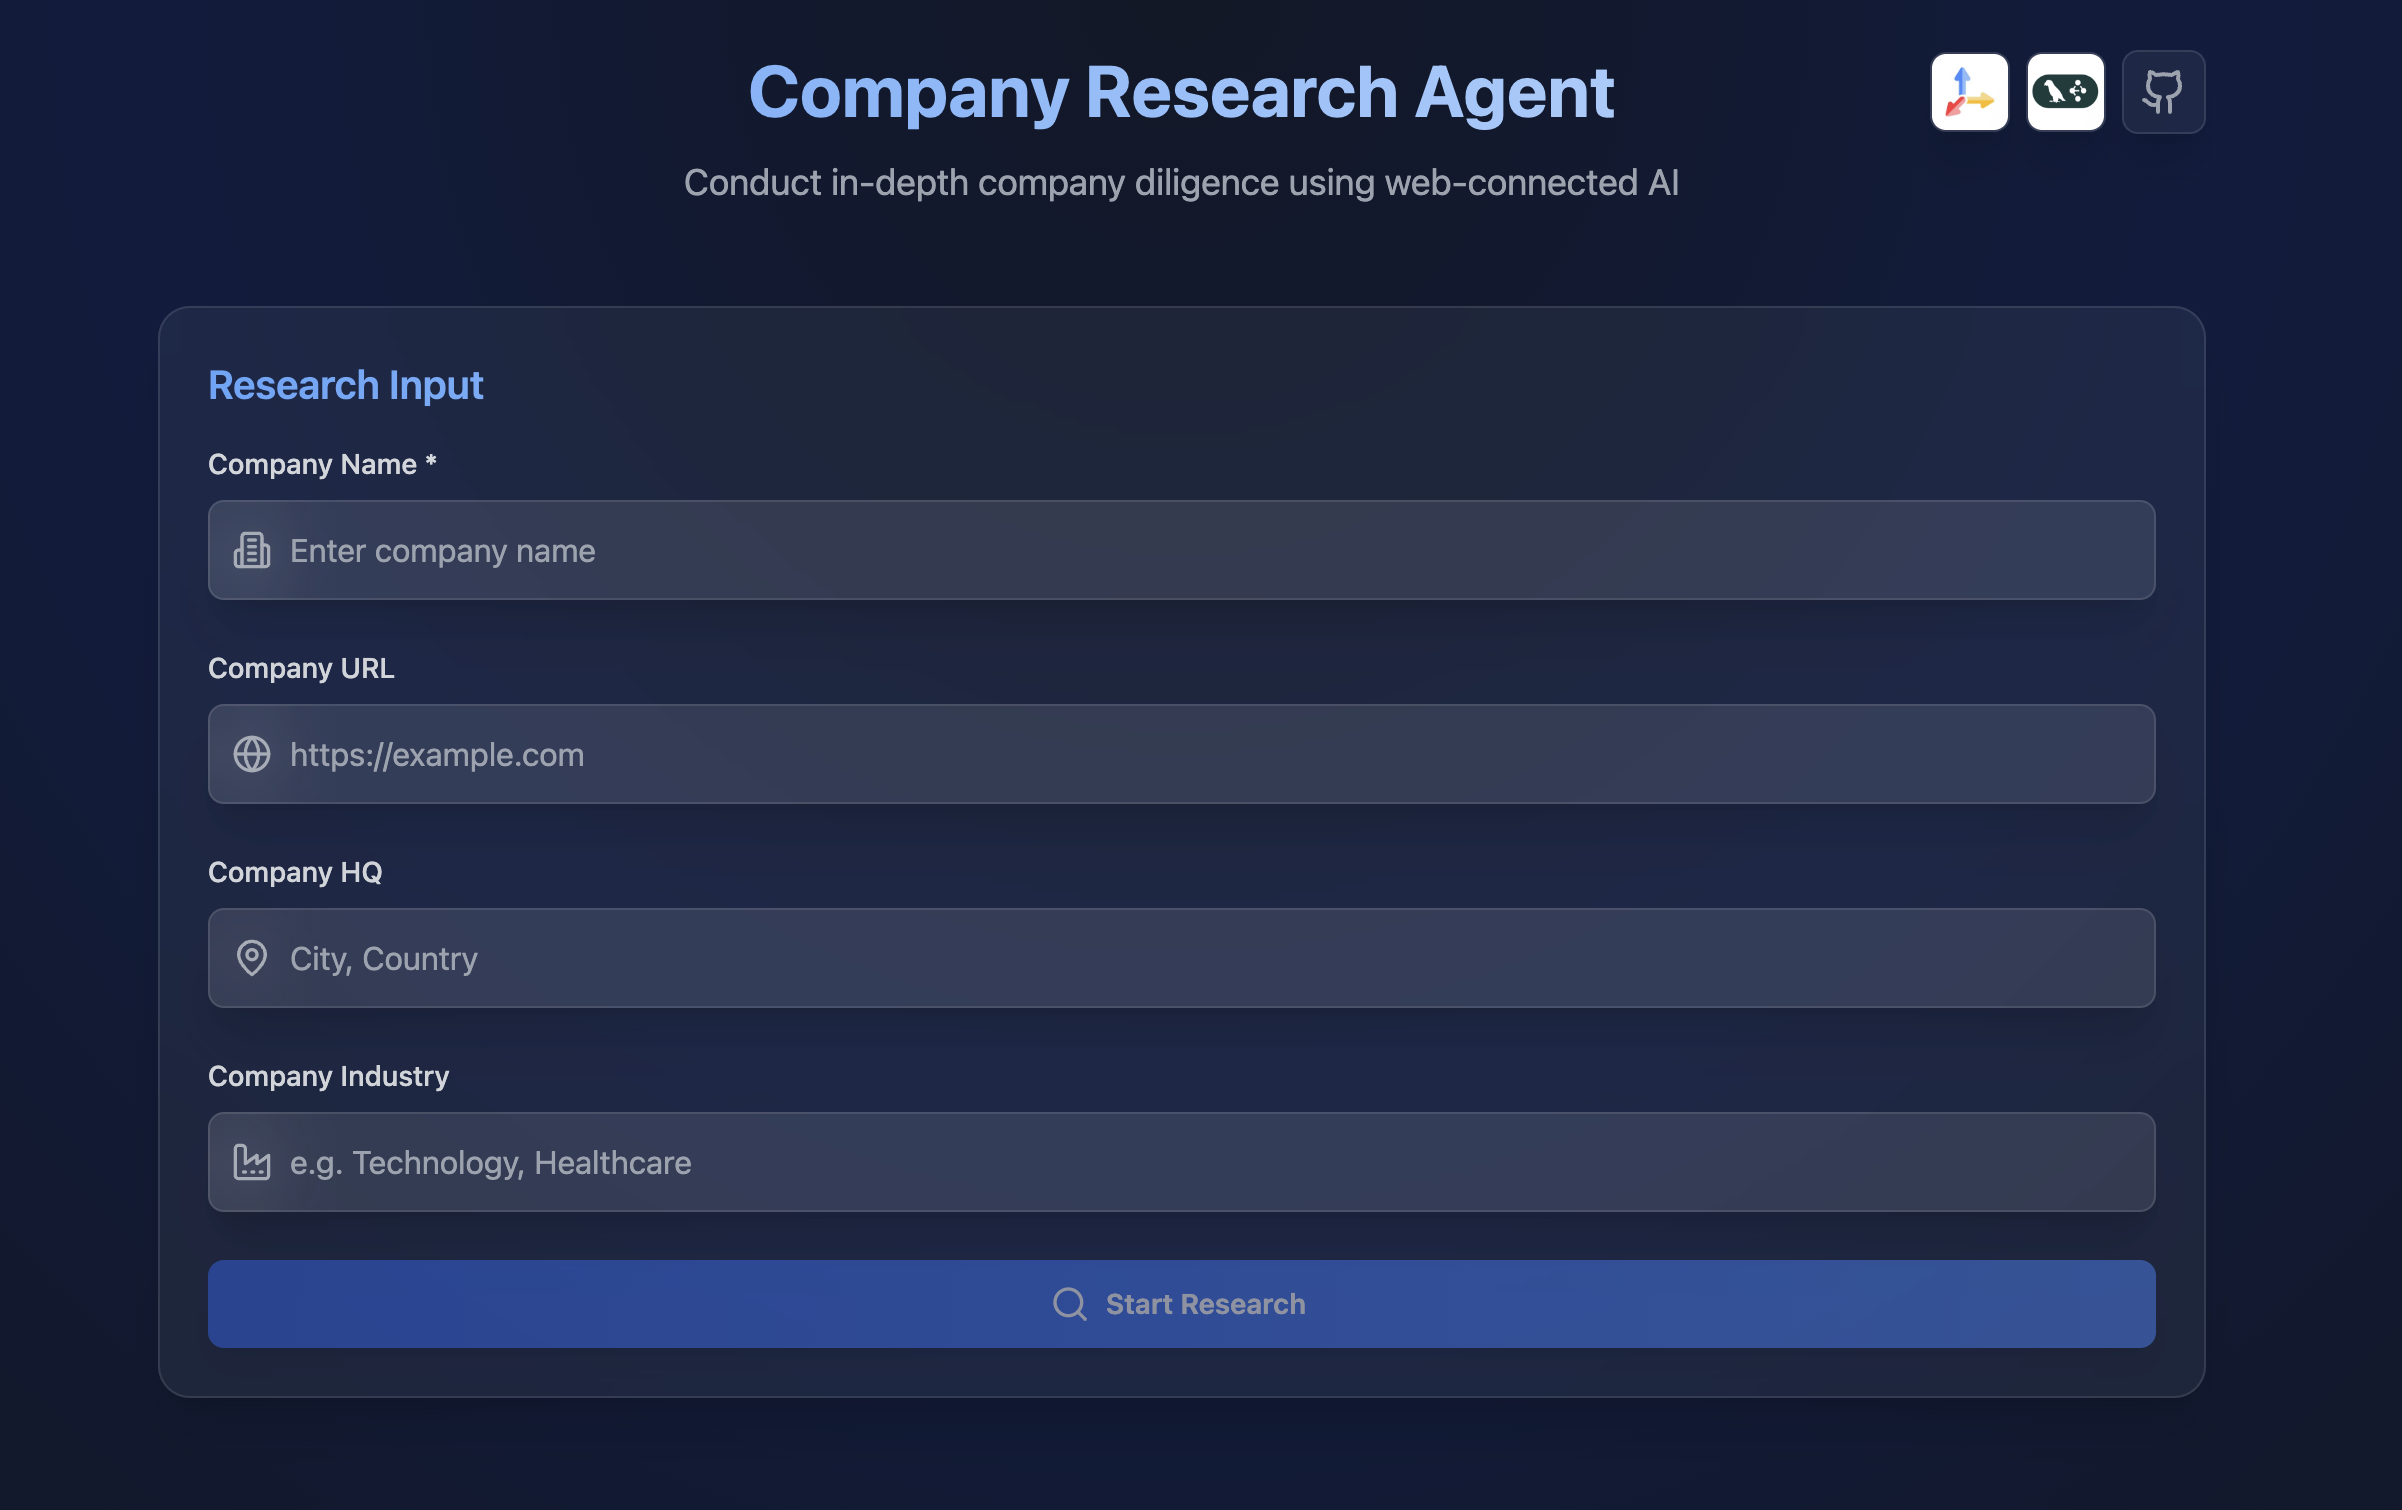 Company Research Agent
Conduct in-depth company diligence using web-connected AI
Research Input
Company Name *
Enter company name
Company URL
https://example.com
Company HQ
City, Country
Company Industry
e.g. Technology, Healthcare
Start Research